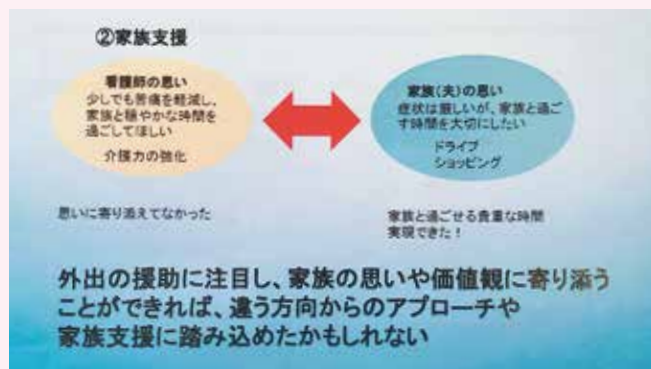 ②家族支援
看護師の思い
少しでも苦痛を軽減し、
家族と穏やかな時間を
過ごしてほしい
介護力の強化
家族(夫)の思い
症状は厳しいが、家族と過ご
す時間を大切にしたい
ドライブ
ショッピング
思いに寄り添えてなかった
家族と過ごせる貴重な時間
実現できた！
外出の援助に注目し、家族の思いや価値観に寄り添う
ことができれば、違う方向からのアプローチや
家族支援に踏み込めたかもしれない